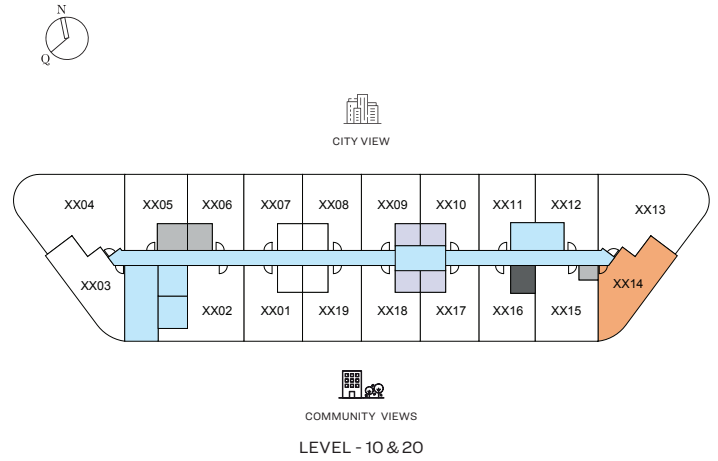 N
Q
CITY VIEW
XX04 XX05 XX06 XX07 XX08 XX09 XX10 XX11 XX12 XX13
XX03 XX14
XX02 XX01 XX19 XX18 XX17 XX16 XX15
COMMUNITY VIEWS
LEVEL - 10 & 20